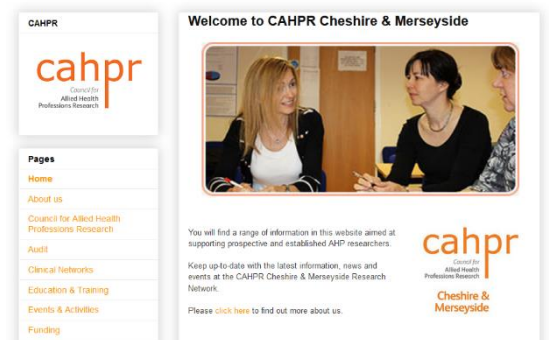 CAHPR
cahpr
Council for
Allied Health
Professions Research
Pages
Home
About us
Council for Allied Health
Professions Research
Audit
Clinical Networks
Education & Training
Events & Activities
Funding
Welcome to CAHPR Cheshire & Merseyside
You will find a range of information in this website aimed at
supporting prospective and established AHP researchers.
Keep up-to-date with the latest information, news and
events at the CAHPR Cheshire & Merseyside Research
Network.
Please click here to find out more about us.
cahpr
Council for
Allied Health
Professions Research
Cheshire &
Merseyside